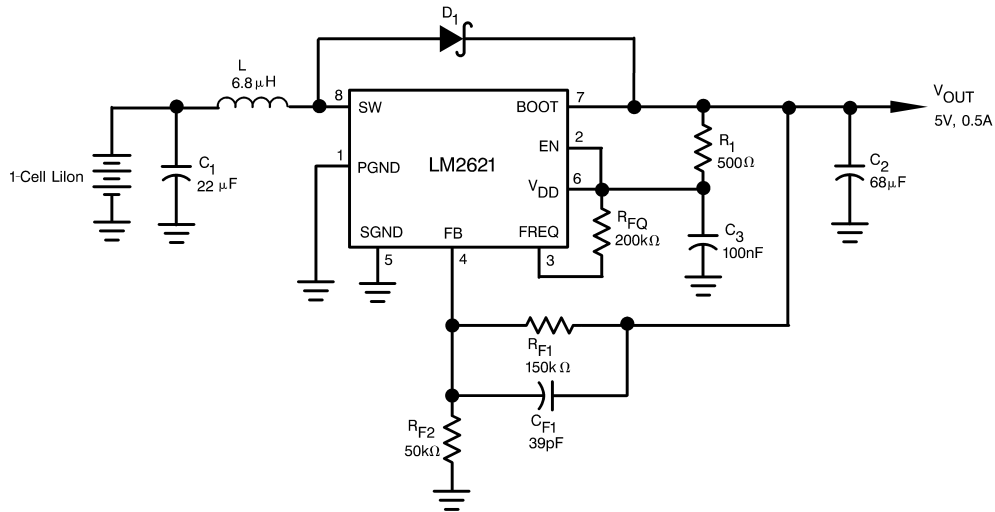 D1
L
6.8 μH
8
SW
BOOT
7
VOUT
5V, 0.5A
1-Cell LiIon
C1
22 μF
1
PGND
LM2621
EN
2
VDD
6
R1
500Ω
C2
68μF
SGND
5
FB
4
FREQ
3
RFQ
200kΩ
C3
100nF
RF1
150k Ω
CF1
39pF
RF2
50kΩ